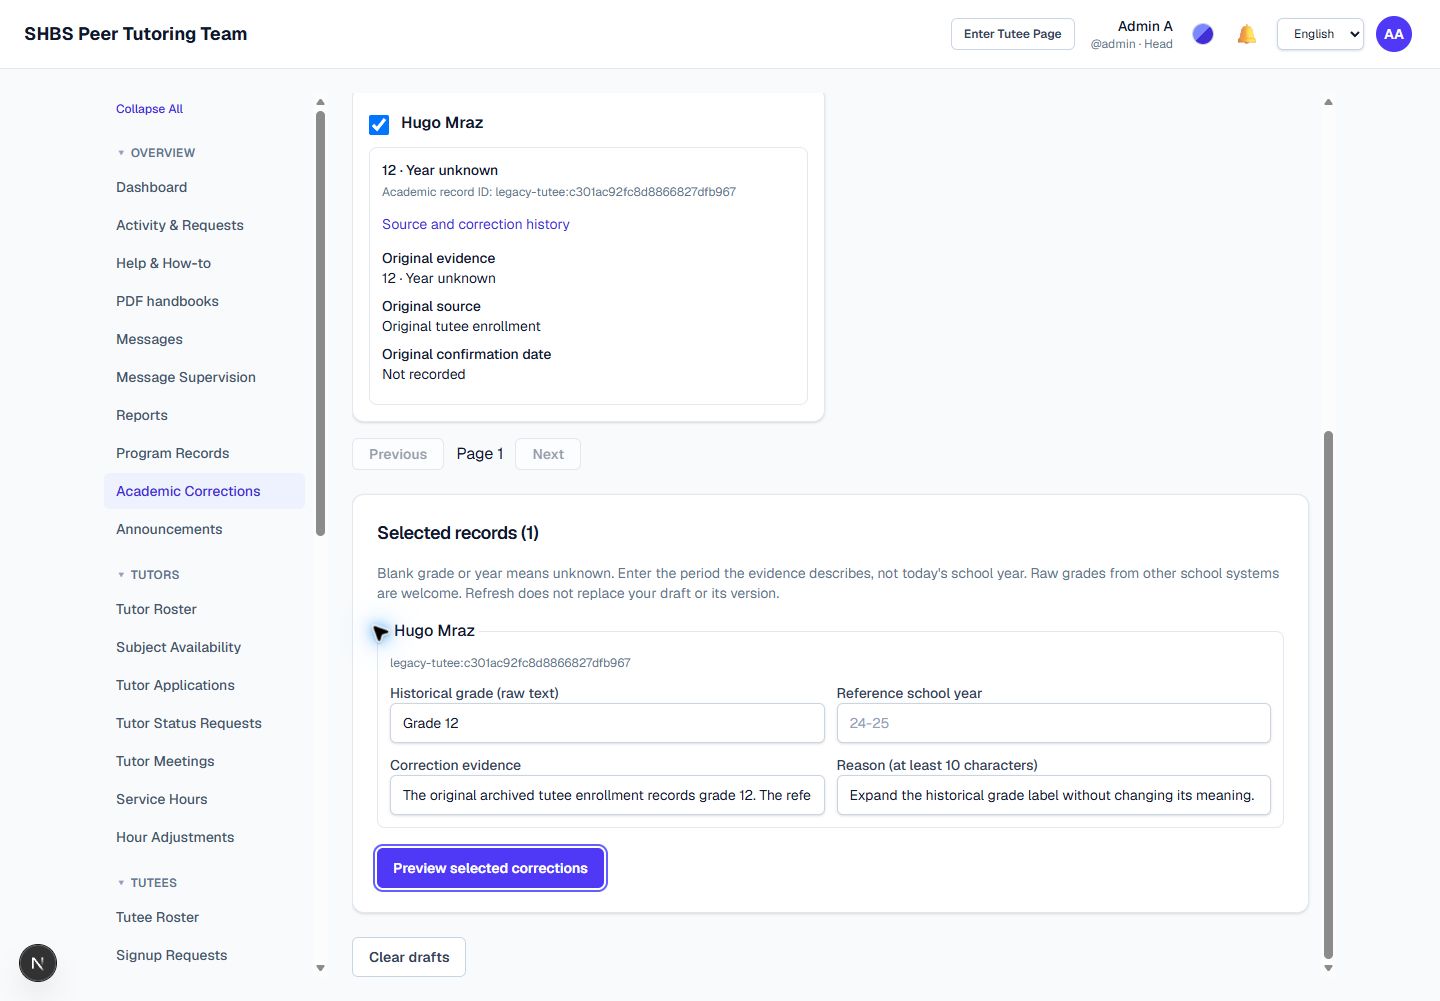 SHBS Peer Tutoring Team
Enter Tutee Page
Admin A
@admin · Head
English
AA
Collapse All
OVERVIEW
Dashboard
Activity & Requests
Help & How-to
PDF handbooks
Messages
Message Supervision
Reports
Program Records
Academic Corrections
Announcements
TUTORS
Tutor Roster
Subject Availability
Tutor Applications
Tutor Status Requests
Tutor Meetings
Service Hours
Hour Adjustments
TUTEES
Tutee Roster
Signup Requests
N
Hugo Mraz
12 · Year unknown
Academic record ID: legacy-tutee:c301ac92fc8d8866827dfb967
Source and correction history
Original evidence
12 · Year unknown
Original source
Original tutee enrollment
Original confirmation date
Not recorded
Previous
Page 1
Next
Selected records (1)
Blank grade or year means unknown. Enter the period the evidence describes, not today's school year. Raw grades from other school systems
are welcome. Refresh does not replace your draft or its version.
Hugo Mraz
legacy-tutee:c301ac92fc8d8866827dfb967
Historical grade (raw text)
Grade 12
Reference school year
24-25
Correction evidence
The original archived tutee enrollment records grade 12. The refe
Reason (at least 10 characters)
Expand the historical grade label without changing its meaning.
Preview selected corrections
Clear drafts